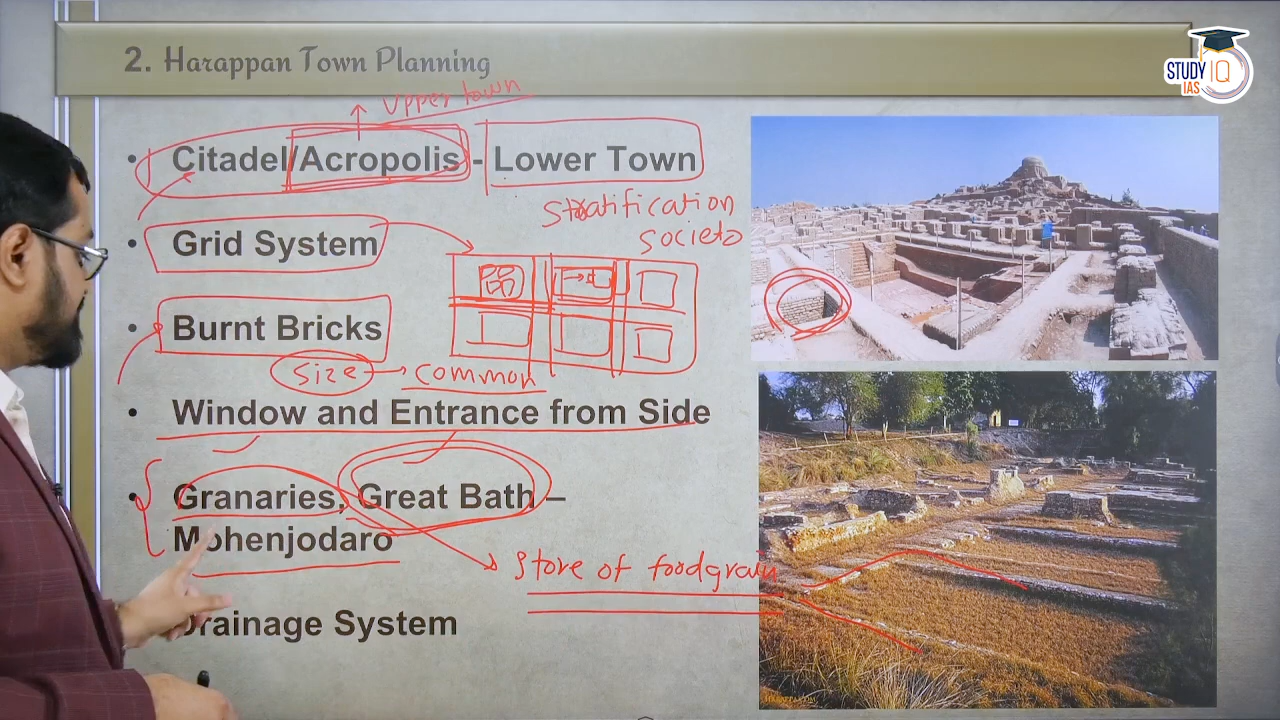 2. Harappan Town Planning
STUDY IQ
IAS
upper town
• Citadel/Acropolis - Lower Town
Stratification
societo
• Grid System
• Burnt Bricks
size → common
• Window and Entrance from Side
• Granaries, Great Bath –
Mohenjodaro
store of foodgrain
Drainage System